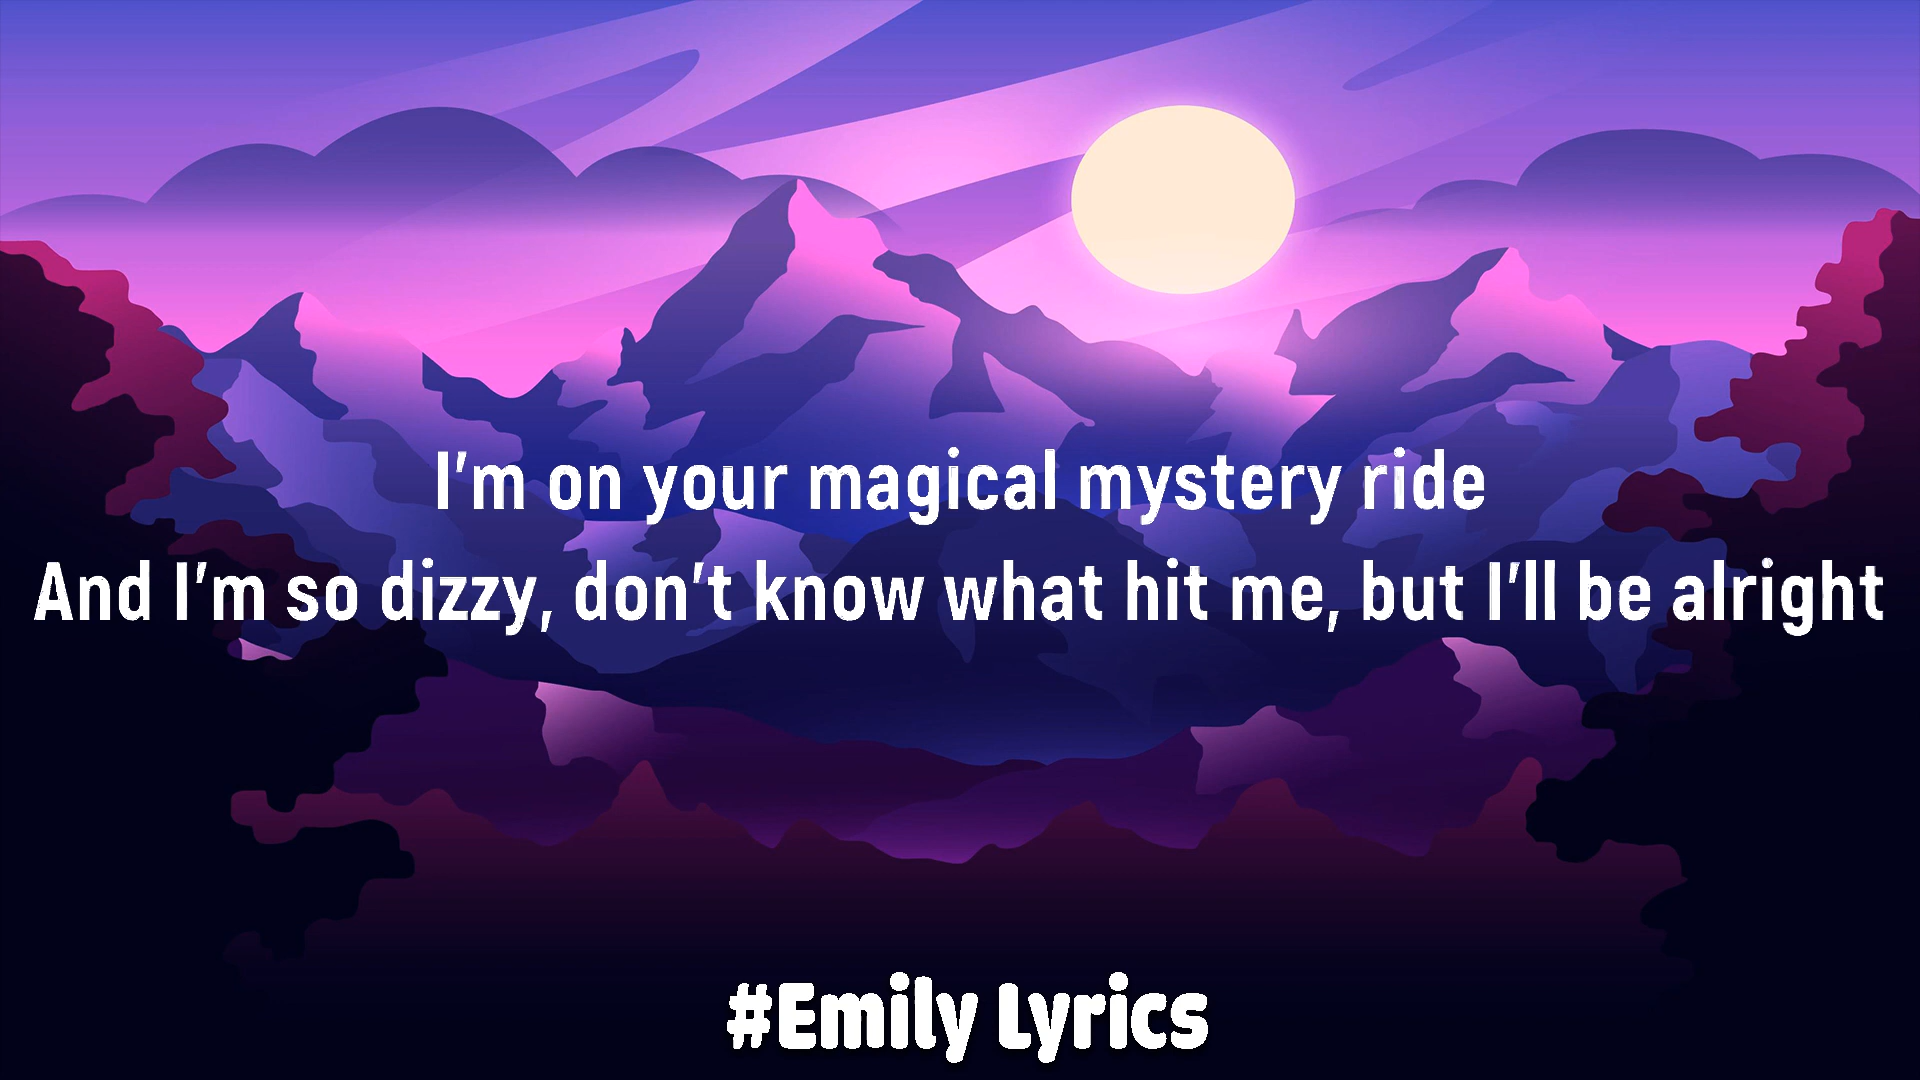 I'm on your magical mystery ride
And I'm so dizzy, don't know what hit me, but I'll be alright
#Emily Lyrics